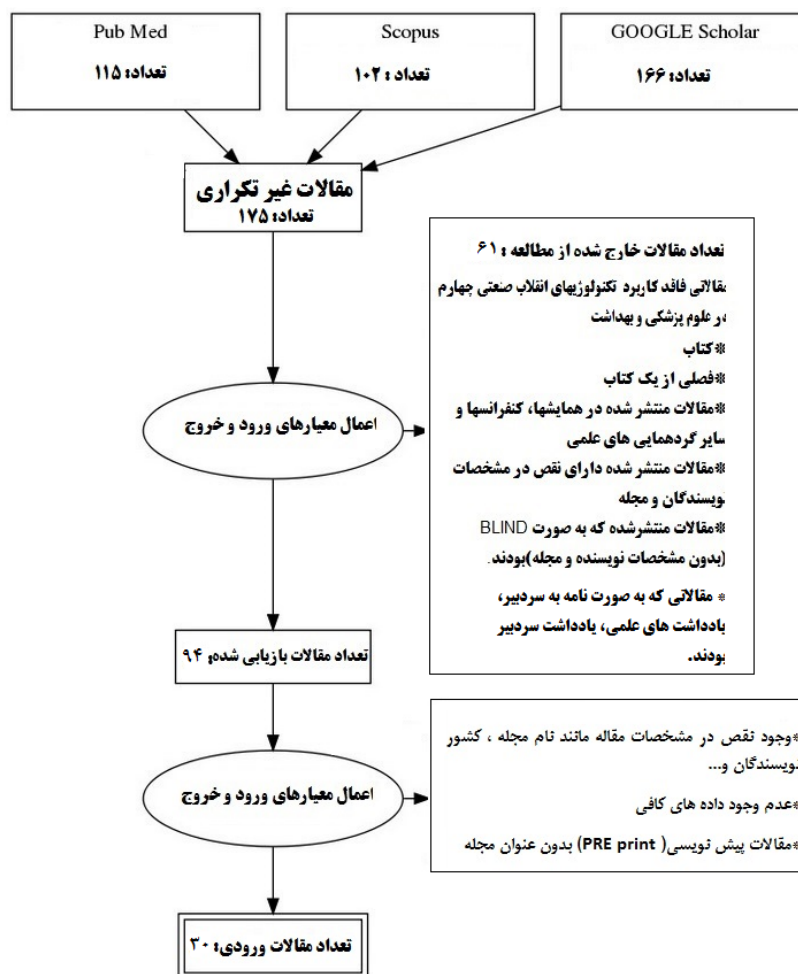 Pub Med
تعداد: ۱۱۵
Scopus
تعداد : ۱۰۲
GOOGLE Scholar
تعداد: ۱۶۶
مقالات غیر تکراری
تعداد: ۱۷۵
تعداد مقالات خارج شده از مطالعه : ۶۱
مقالاتی فاقد کاربرد تکنولوژیهای انقلاب صنعتی چهارم
در علوم پزشکی و بهداشت
*کتاب
*فصلی از یک کتاب
*مقالات منتشر شده در همایشها، کنفرانسها و
سایر گردهمایی های علمی
*مقالات منتشر شده دارای نقص در مشخصات
نویسندگان و مجله
*مقالات منتشرشده که به صورت BLIND
(بدون مشخصات نویسنده و مجله)بودند.
* مقالاتی که به صورت نامه به سردبیر،
یادداشت های علمی، یادداشت سردبیر
بودند.
اعمال معیارهای ورود و خروج
تعداد مقالات بازیابی شده: ۹۴
*وجود نقص در مشخصات مقاله مانند نام مجله ، کشور
نویسندگان و...
*عدم وجود داده های کافی
*مقالات پیش نویسی( PRE print) بدون عنوان مجله
اعمال معیارهای ورود و خروج
تعداد مقالات ورودی: ۳۰